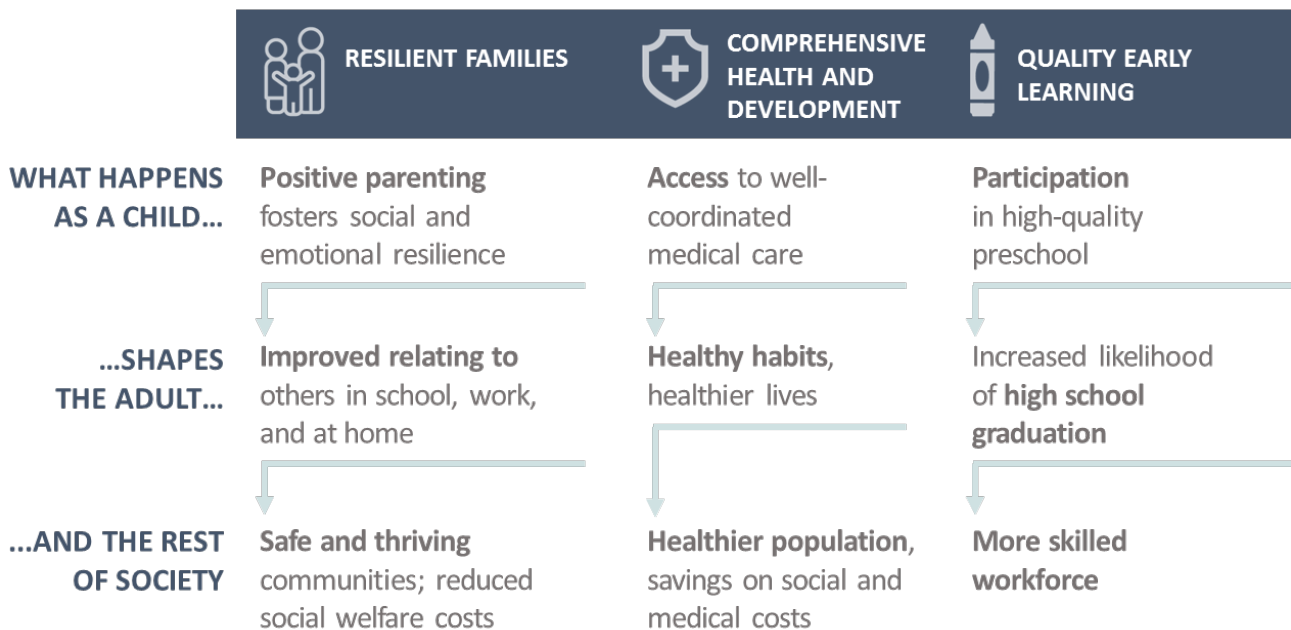 RESILIENT FAMILIES
COMPREHENSIVE
HEALTH AND
DEVELOPMENT
QUALITY EARLY
LEARNING
WHAT HAPPENS
AS A CHILD...
Positive parenting
fosters social and
emotional resilience
Access to well-
coordinated
medical care
Participation
in high-quality
preschool
...SHAPES
THE ADULT...
Improved relating to
others in school, work,
and at home
Healthy habits,
healthier lives
Increased likelihood
of high school
graduation
...AND THE REST
OF SOCIETY
Safe and thriving
communities; reduced
social welfare costs
Healthier population,
savings on social and
medical costs
More skilled
workforce